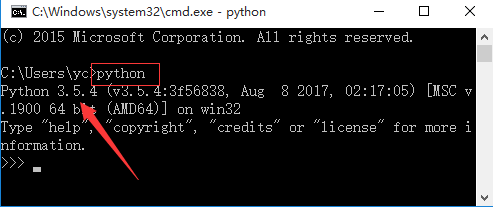 C:\Windows\system32\cmd.exe - python
(c) 2015 Microsoft Corporation. All rights reserved.
C:\Users\yc>python
Python 3.5.4 (v3.5.4:3f56838, Aug  8 2017, 02:17:05) [MSC v
.1900 64 bit (AMD64)] on win32
Type "help", "copyright", "credits" or "license" for more i
nformation.
>>>